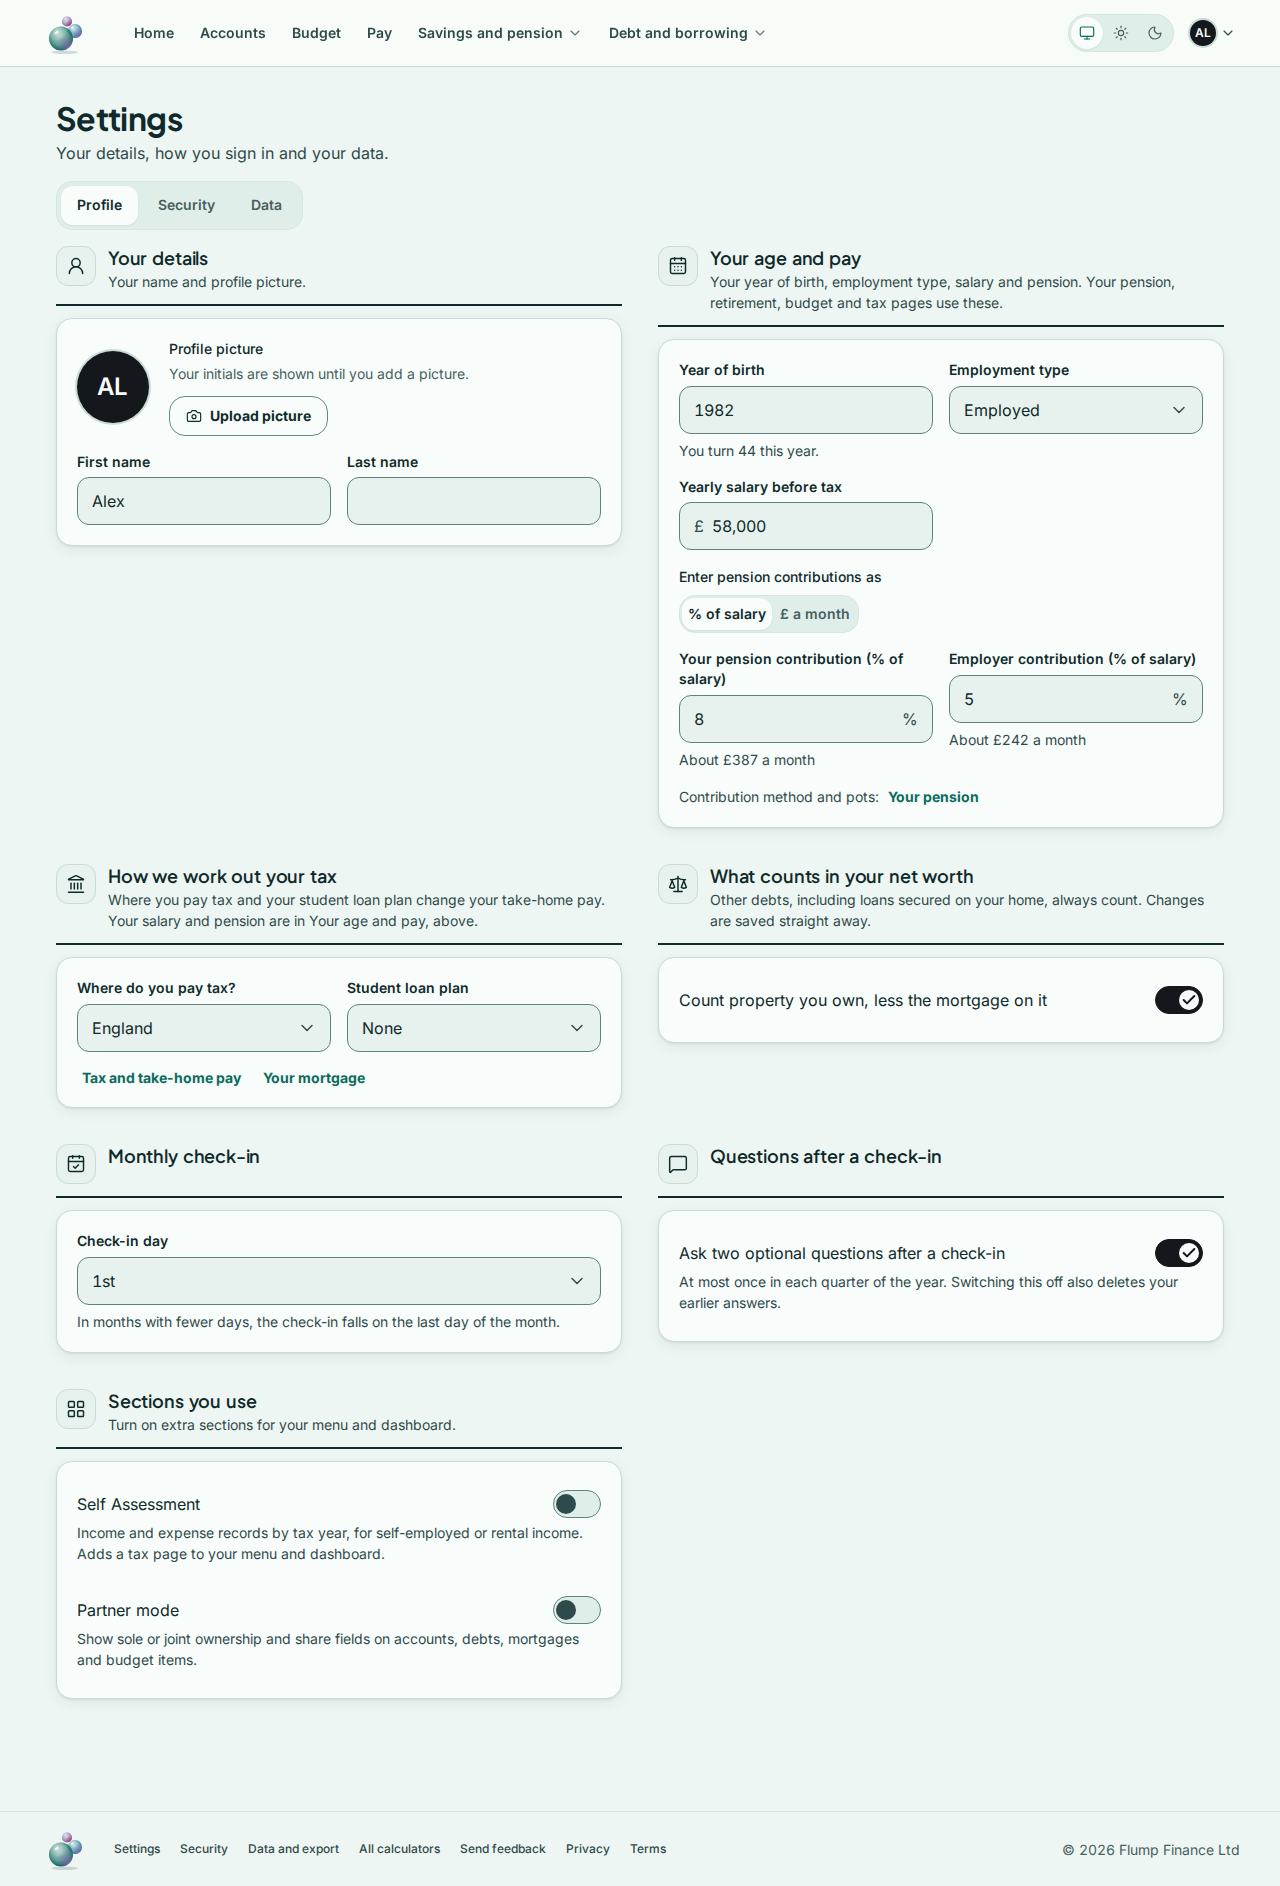 Home
Accounts
Budget
Pay
Savings and pension
Debt and borrowing
AL
Settings
Your details, how you sign in and your data.
Profile
Security
Data
Your details
Your name and profile picture.
AL
Profile picture
Your initials are shown until you add a picture.
Upload picture
First name
Last name
Alex
Your age and pay
Your year of birth, employment type, salary and pension. Your pension,
retirement, budget and tax pages use these.
Year of birth
Employment type
1982
Employed
You turn 44 this year.
Yearly salary before tax
£ 58,000
Enter pension contributions as
% of salary
£ a month
Your pension contribution (% of
salary)
Employer contribution (% of salary)
8 %
5 %
About £387 a month
About £242 a month
Contribution method and pots: Your pension
How we work out your tax
Where you pay tax and your student loan plan change your take-home pay.
Your salary and pension are in Your age and pay, above.
Where do you pay tax?
Student loan plan
England
None
Tax and take-home pay
Your mortgage
What counts in your net worth
Other debts, including loans secured on your home, always count. Changes
are saved straight away.
Count property you own, less the mortgage on it
Monthly check-in
Check-in day
1st
In months with fewer days, the check-in falls on the last day of the month.
Questions after a check-in
Ask two optional questions after a check-in
At most once in each quarter of the year. Switching this off also deletes your
earlier answers.
Sections you use
Turn on extra sections for your menu and dashboard.
Self Assessment
Income and expense records by tax year, for self-employed or rental income.
Adds a tax page to your menu and dashboard.
Partner mode
Show sole or joint ownership and share fields on accounts, debts, mortgages
and budget items.
Settings
Security
Data and export
All calculators
Send feedback
Privacy
Terms
© 2026 Flump Finance Ltd